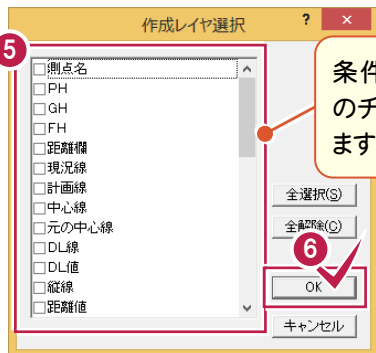 作成レイヤ選択
? ×
5
測点名
PH
GH
FH
距離欄
現況線
計画線
中心線
元の中心線
DL線
DL値
縦線
距離値
条件
のチ
ます
全選択(S)
全解除(C)
6
OK
キャンセル